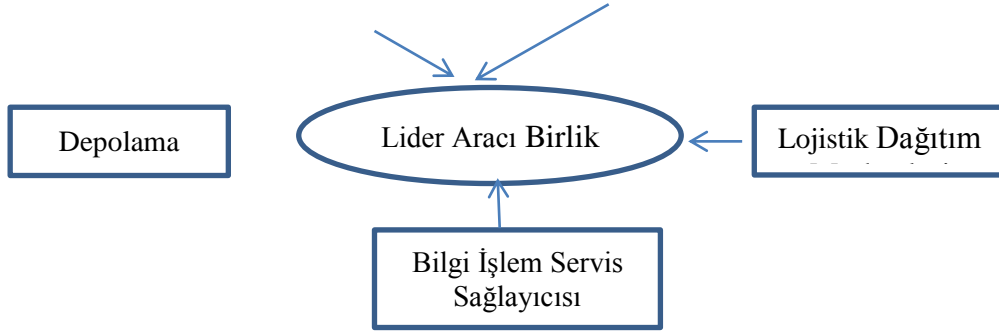 Depolama
Lider Aracı Birlik
Lojistik Dağıtım
Bilgi İşlem Servis
Sağlayıcısı